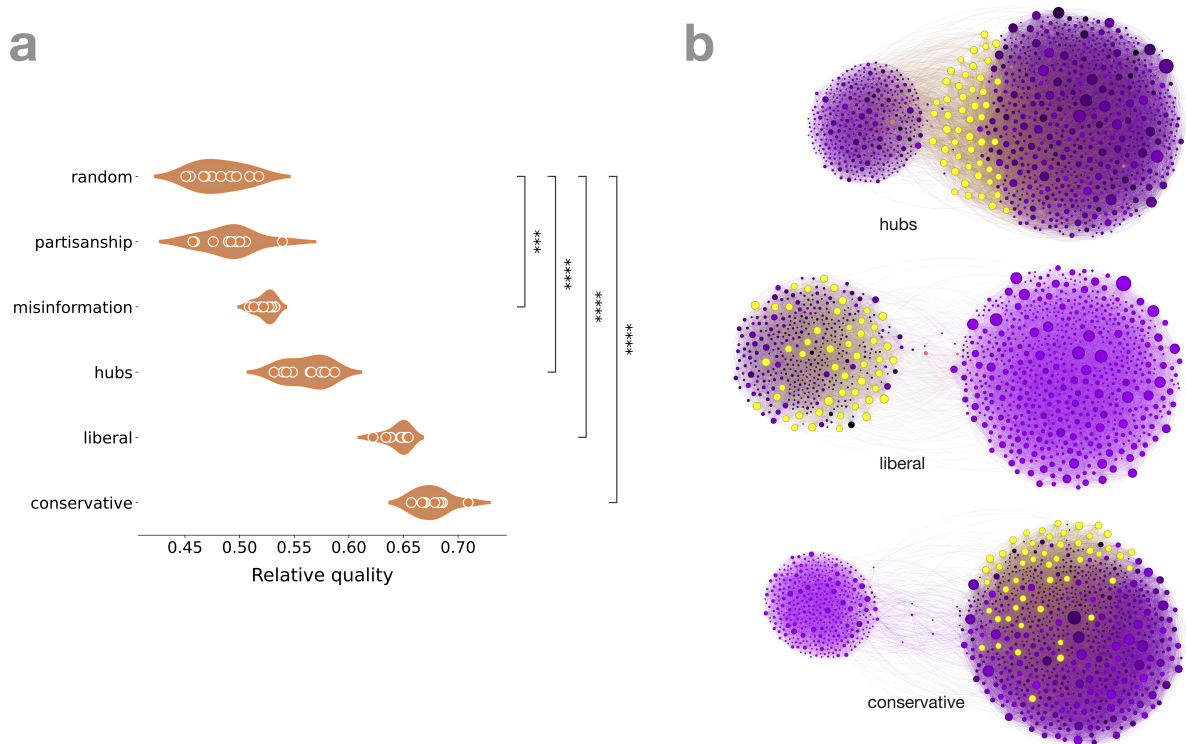 a
random
partisanship
misinformation
hubs
liberal
conservative
***
****
****
****
0.45 0.50 0.55 0.60 0.65 0.70
Relative quality
b
hubs
liberal
conservative